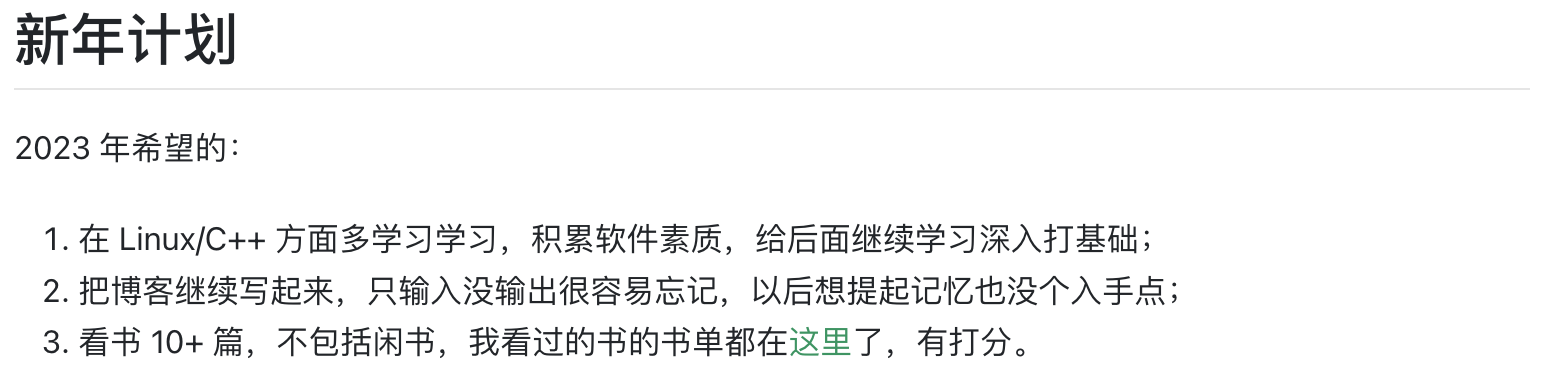 新年计划
2023 年希望的：
1. 在 Linux/C++ 方面多学习学习，积累软件素质，给后面继续学习深入打基础；
2. 把博客继续写起来，只输入没输出很容易忘记，以后想提起记忆也没个入手点；
3. 看书 10+ 篇，不包括闲书，我看过的书的书单都在这里了，有打分。